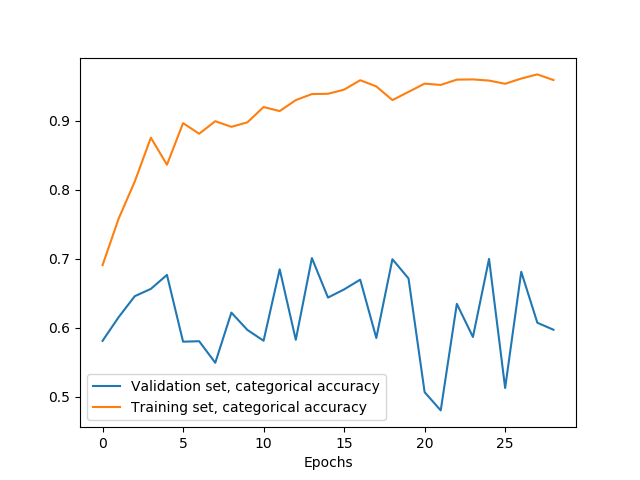 0.9
0.8
0.7
0.6
0.5
Validation set, categorical accuracy
Training set, categorical accuracy
0 5 10 15 20 25
Epochs